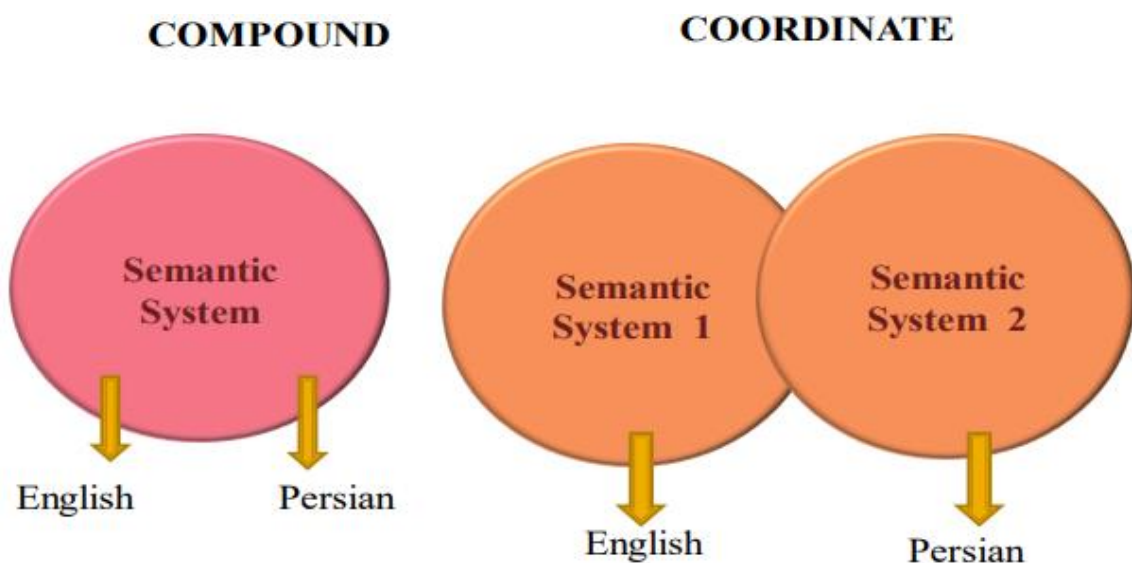 COMPOUND
COORDINATE
Semantic
System
Semantic
System 1
Semantic
System 2
English
Persian
English
Persian